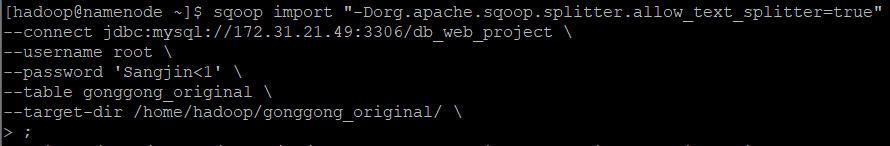 [hadoop@namenode ~]$ sqoop import "-Dorg.apache.sqoop.splitter.allow_text_splitter=true"
--connect jdbc:mysql://172.31.21.49:3306/db_web_project \
--username root \
--password 'Sangjin<1' \
--table gonggong_original \
--target-dir /home/hadoop/gonggong_original/ \
> ;